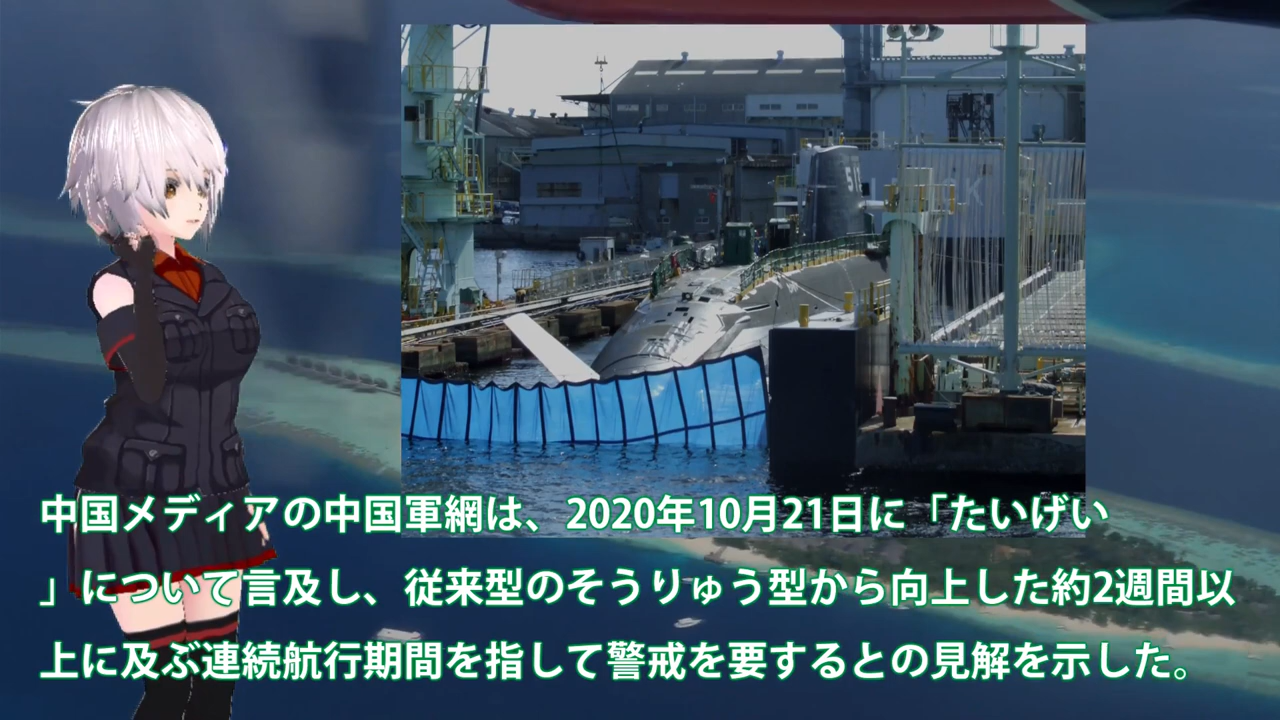 51
中国メディアの中国軍網は、2020年10月21日に「たいげい
」について言及し、従来型のそうりゅう型から向上した約2週間以
上に及ぶ連続航行期間を指して警戒を要するとの見解を示した。